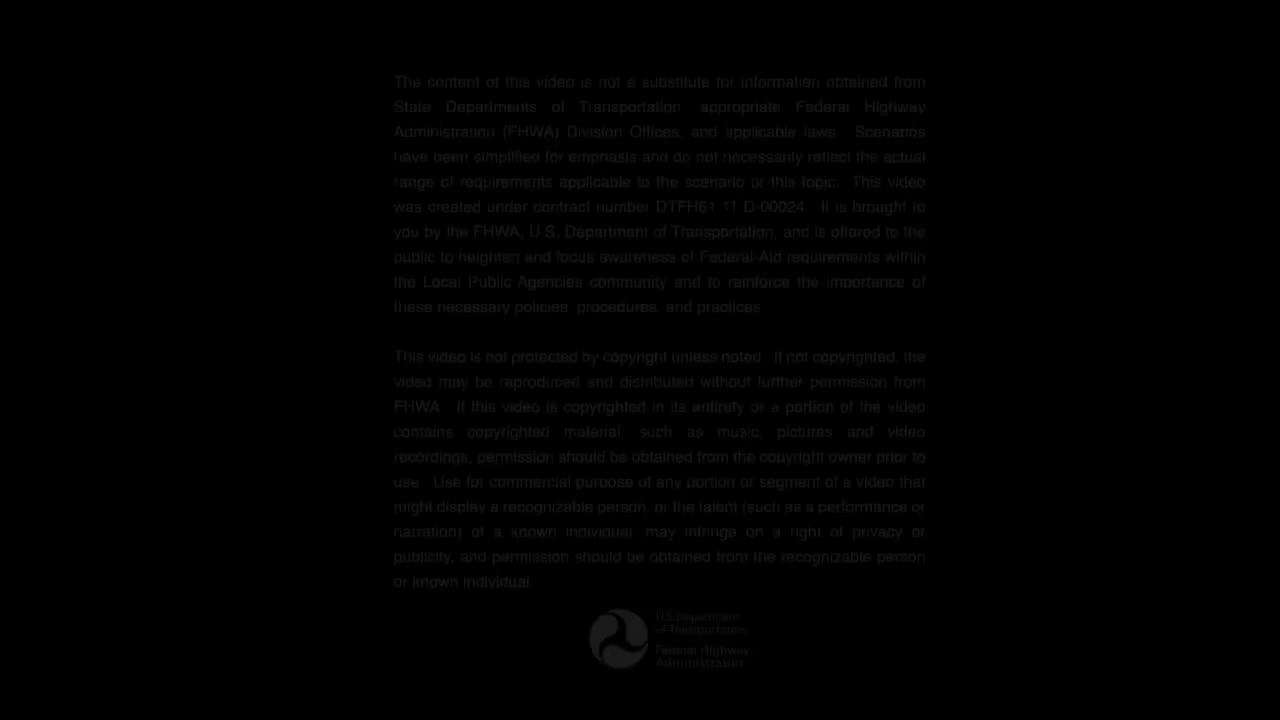 The content of this video is not a substitute for information obtained from
State Departments of Transportation, appropriate Federal Highway
Administration (FHWA) Division Offices, and applicable laws. Scenarios
have been simplified for emphasis and do not necessarily reflect the actual
range of requirements applicable to the scenario or this topic. This video
was created under contract number DTFH61-11-D-00024. It is brought to
you by the FHWA, U.S. Department of Transportation, and is offered to the
public to heighten and focus awareness of Federal-Aid requirements within
the Local Public Agencies community and to reinforce the importance of
these necessary policies, procedures, and practices.
This video is not protected by copyright unless noted. If not copyrighted, the
video may be reproduced and distributed without further permission from
FHWA. If this video is copyrighted in its entirety or a portion of the video
contains copyrighted material, such as music, pictures and video
recordings, permission should be obtained from the copyright owner prior to
use. Use for commercial purpose of any portion or segment of a video that
might display a recognizable person, or the talent (such as a performance or
narration) of a known individual, may infringe on a right of privacy or
publicity, and permission should be obtained from the recognizable person
or known individual.
U.S. Department
of Transportation
Federal Highway
Administration